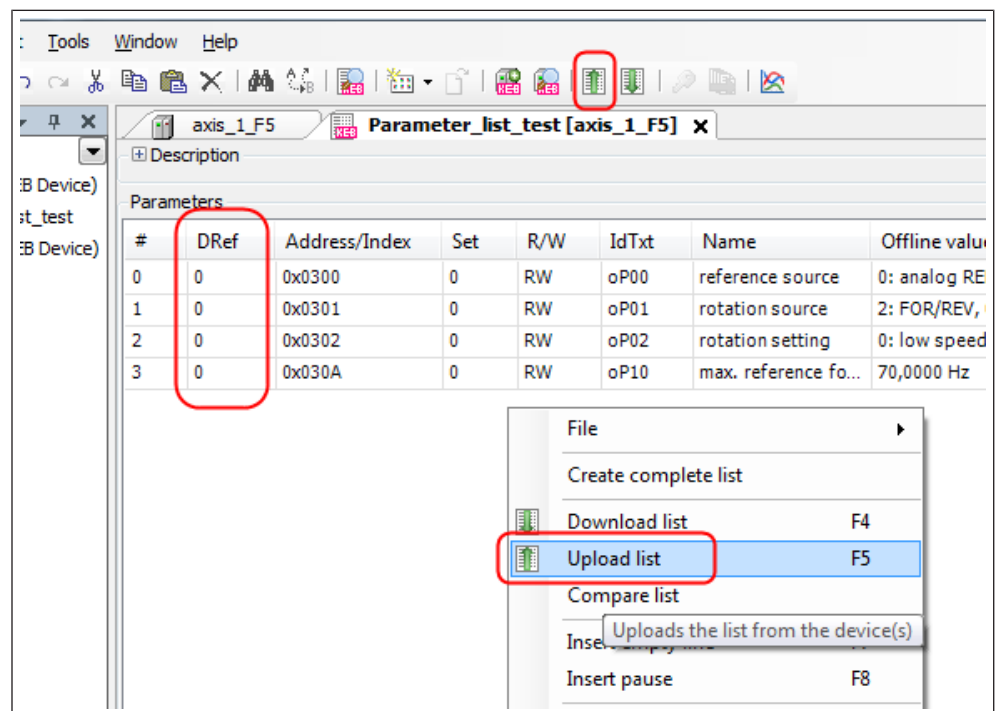 Tools Window Help
axis_1_F5 Parameter_list_test [axis_1_F5]
Description
EB Device)
st_test
EB Device)
Parameters
# DRef Address/Index Set R/W IdTxt Name Offline valu
0 0 0x0300 0 RW oP00 reference source 0: analog RE
1 0 0x0301 0 RW oP01 rotation source 2: FOR/REV,
2 0 0x0302 0 RW oP02 rotation setting 0: low speed
3 0 0x030A 0 RW oP10 max. reference fo... 70,0000 Hz
File
Create complete list
Download list F4
Upload list F5
Compare list
Uploads the list from the device(s)
Insert pause F8